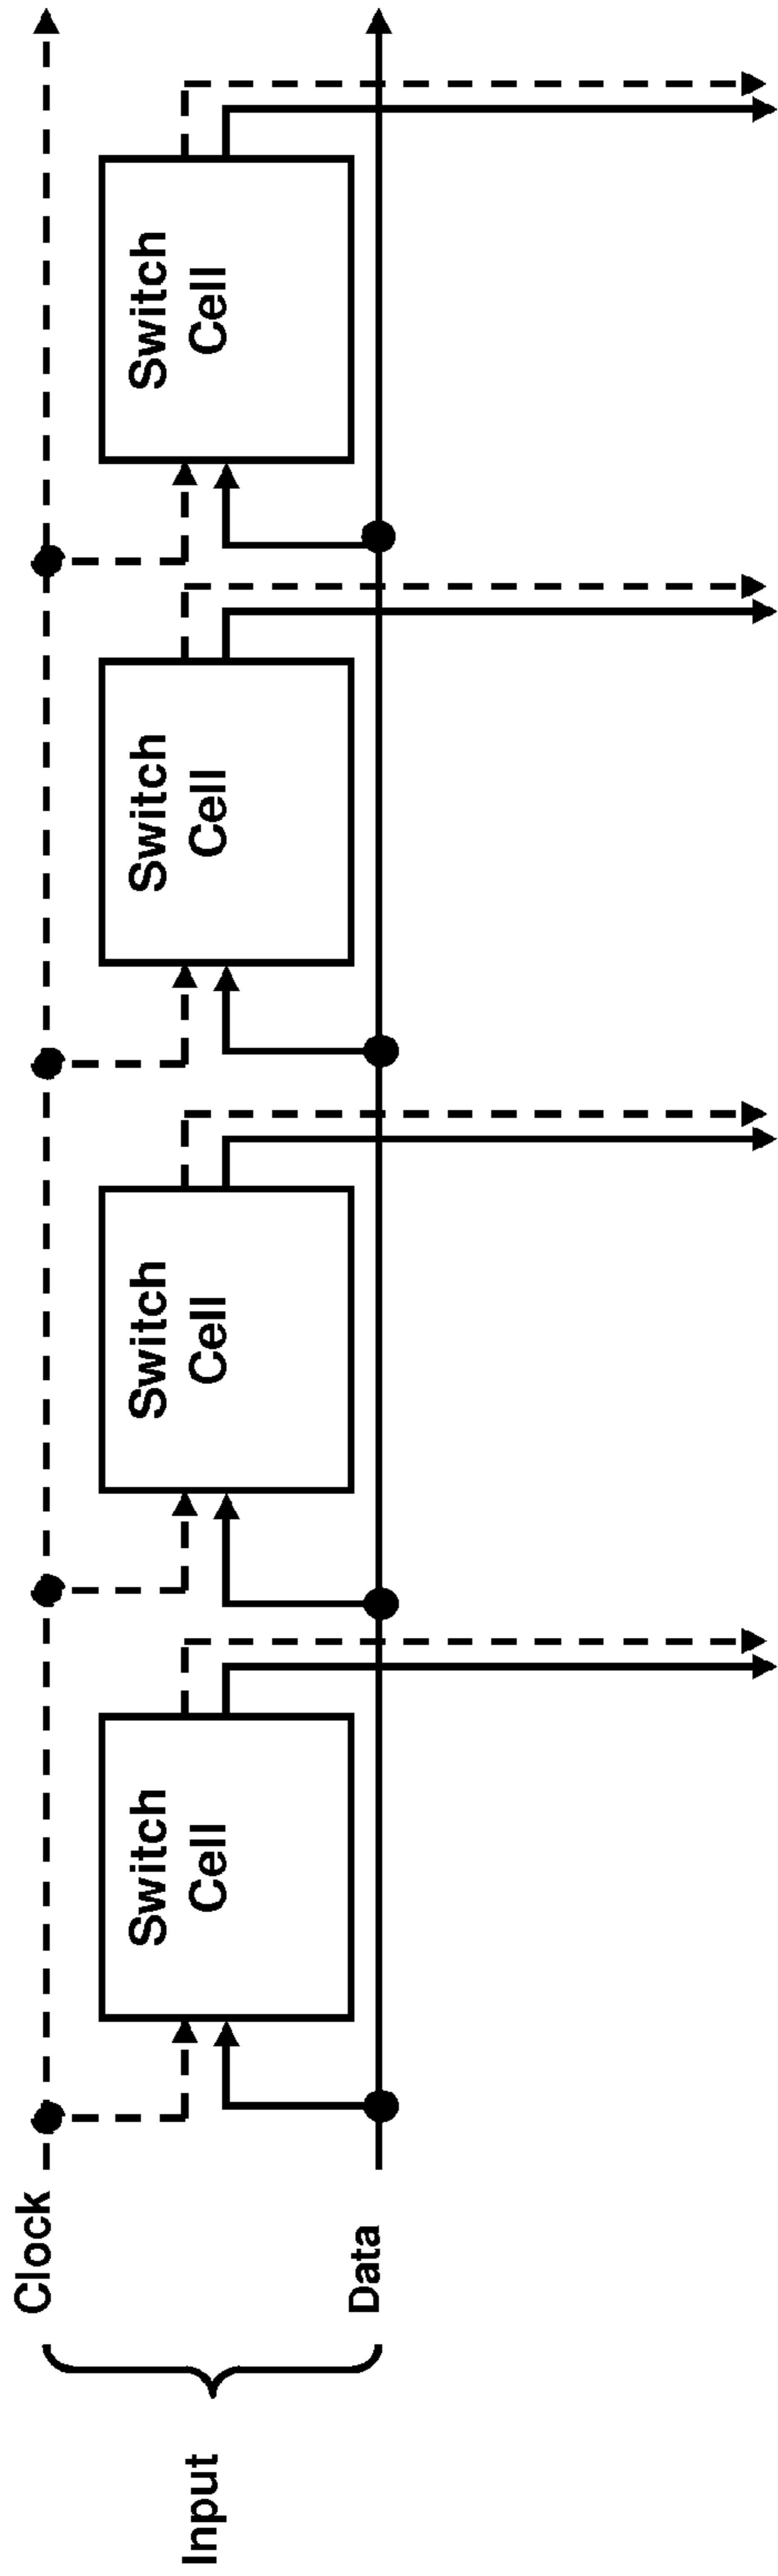 Input
Clock
Data
Switch
Cell
Switch
Cell
Switch
Cell
Switch
Cell